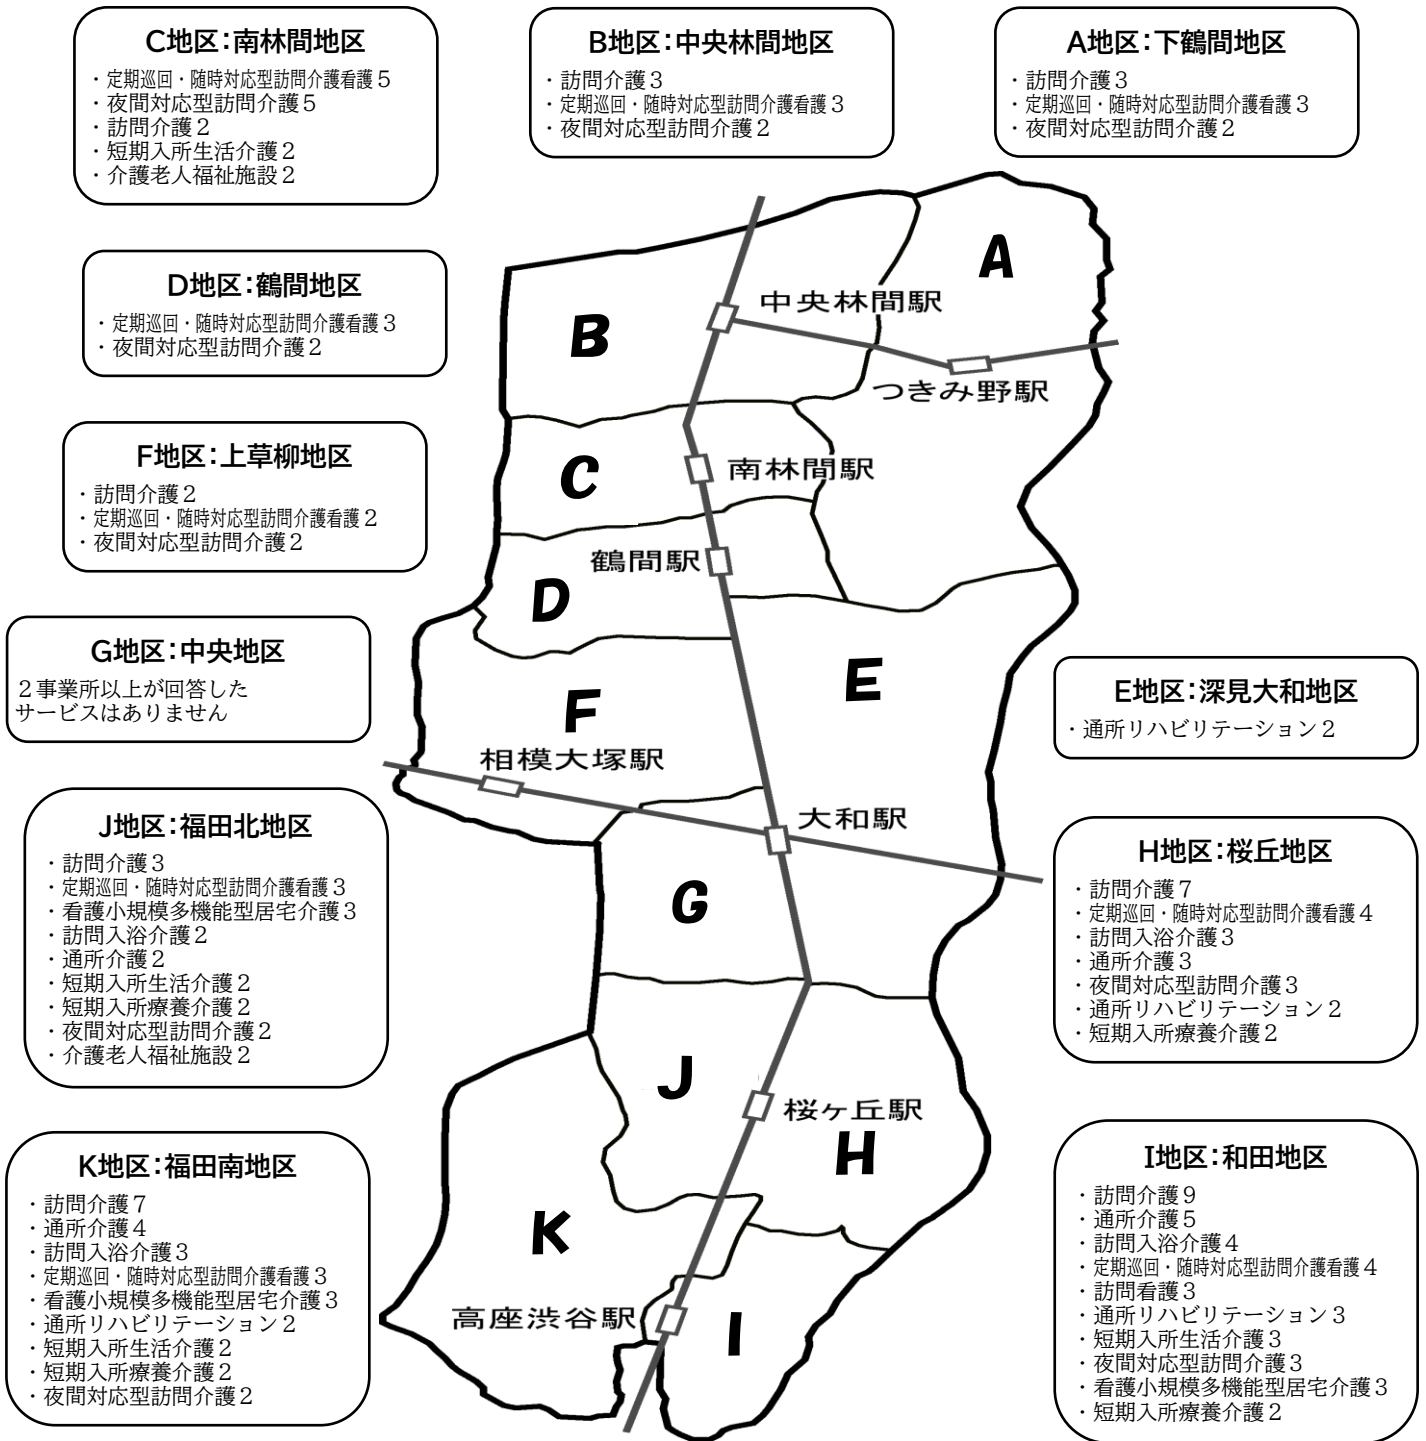 C地区：南林間地区
・定期巡回・随時対応型訪問介護看護５
・夜間対応型訪問介護５
・訪問介護２
・短期入所生活介護２
・介護老人福祉施設２
B地区：中央林間地区
・訪問介護３
・定期巡回・随時対応型訪問介護看護３
・夜間対応型訪問介護２
A地区：下鶴間地区
・訪問介護３
・定期巡回・随時対応型訪問介護看護３
・夜間対応型訪問介護２
D地区：鶴間地区
・定期巡回・随時対応型訪問介護看護３
・夜間対応型訪問介護２
F地区：上草柳地区
・訪問介護２
・定期巡回・随時対応型訪問介護看護２
・夜間対応型訪問介護２
G地区：中央地区
２事業所以上が回答した
サービスはありません
J地区：福田北地区
・訪問介護３
・定期巡回・随時対応型訪問介護看護３
・看護小規模多機能型居宅介護３
・訪問入浴介護２
・通所介護２
・短期入所生活介護２
・短期入所療養介護２
・夜間対応型訪問介護２
・介護老人福祉施設２
K地区：福田南地区
・訪問介護７
・通所介護４
・訪問入浴介護３
・定期巡回・随時対応型訪問介護看護３
・看護小規模多機能型居宅介護３
・通所リハビリテーション２
・短期入所生活介護２
・短期入所療養介護２
・夜間対応型訪問介護２
A
中央林間駅
B
つきみ野駅
C
南林間駅
鶴間駅
D
E
F
相模大塚駅
大和駅
G
J
桜ヶ丘駅
H
K
高座渋谷駅
I
E地区：深見大和地区
・通所リハビリテーション２
H地区：桜丘地区
・訪問介護７
・定期巡回・随時対応型訪問介護看護４
・訪問入浴介護３
・通所介護３
・夜間対応型訪問介護３
・通所リハビリテーション２
・短期入所療養介護２
I地区：和田地区
・訪問介護９
・通所介護５
・訪問入浴介護４
・定期巡回・随時対応型訪問介護看護４
・訪問看護３
・通所リハビリテーション３
・短期入所生活介護３
・夜間対応型訪問介護３
・看護小規模多機能型居宅介護３
・短期入所療養介護２